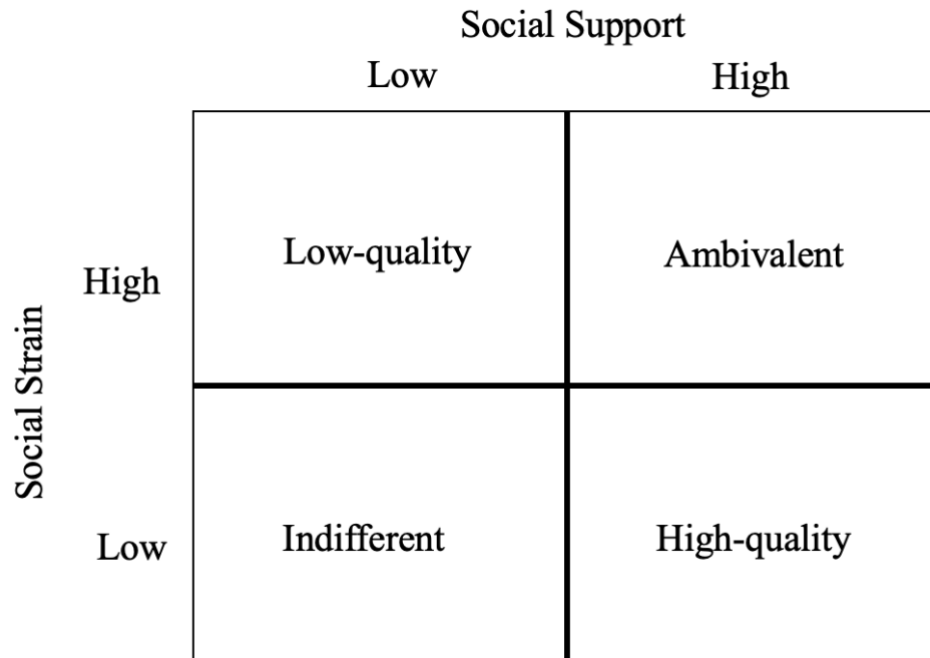 Social Support
Low High
Low-quality Ambivalent
High
Social Strain
Indifferent High-quality
Low